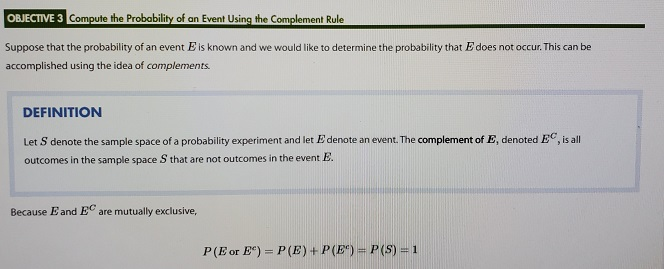 OBJECTIVE 3 Compute the Probability of an Event Using the Complement Rule
Suppose that the probability of an event E is known and we would like to determine the probability that E does not occur. This can be
accomplished using the idea of complements.
DEFINITION
Let S denote the sample space of a probability experiment and let E denote an event. The complement of E, denoted E^C, is all
outcomes in the sample space S that are not outcomes in the event E.
Because E and E^C are mutually exclusive,
P(E or E^c) = P(E) + P(E^c) = P(S) = 1